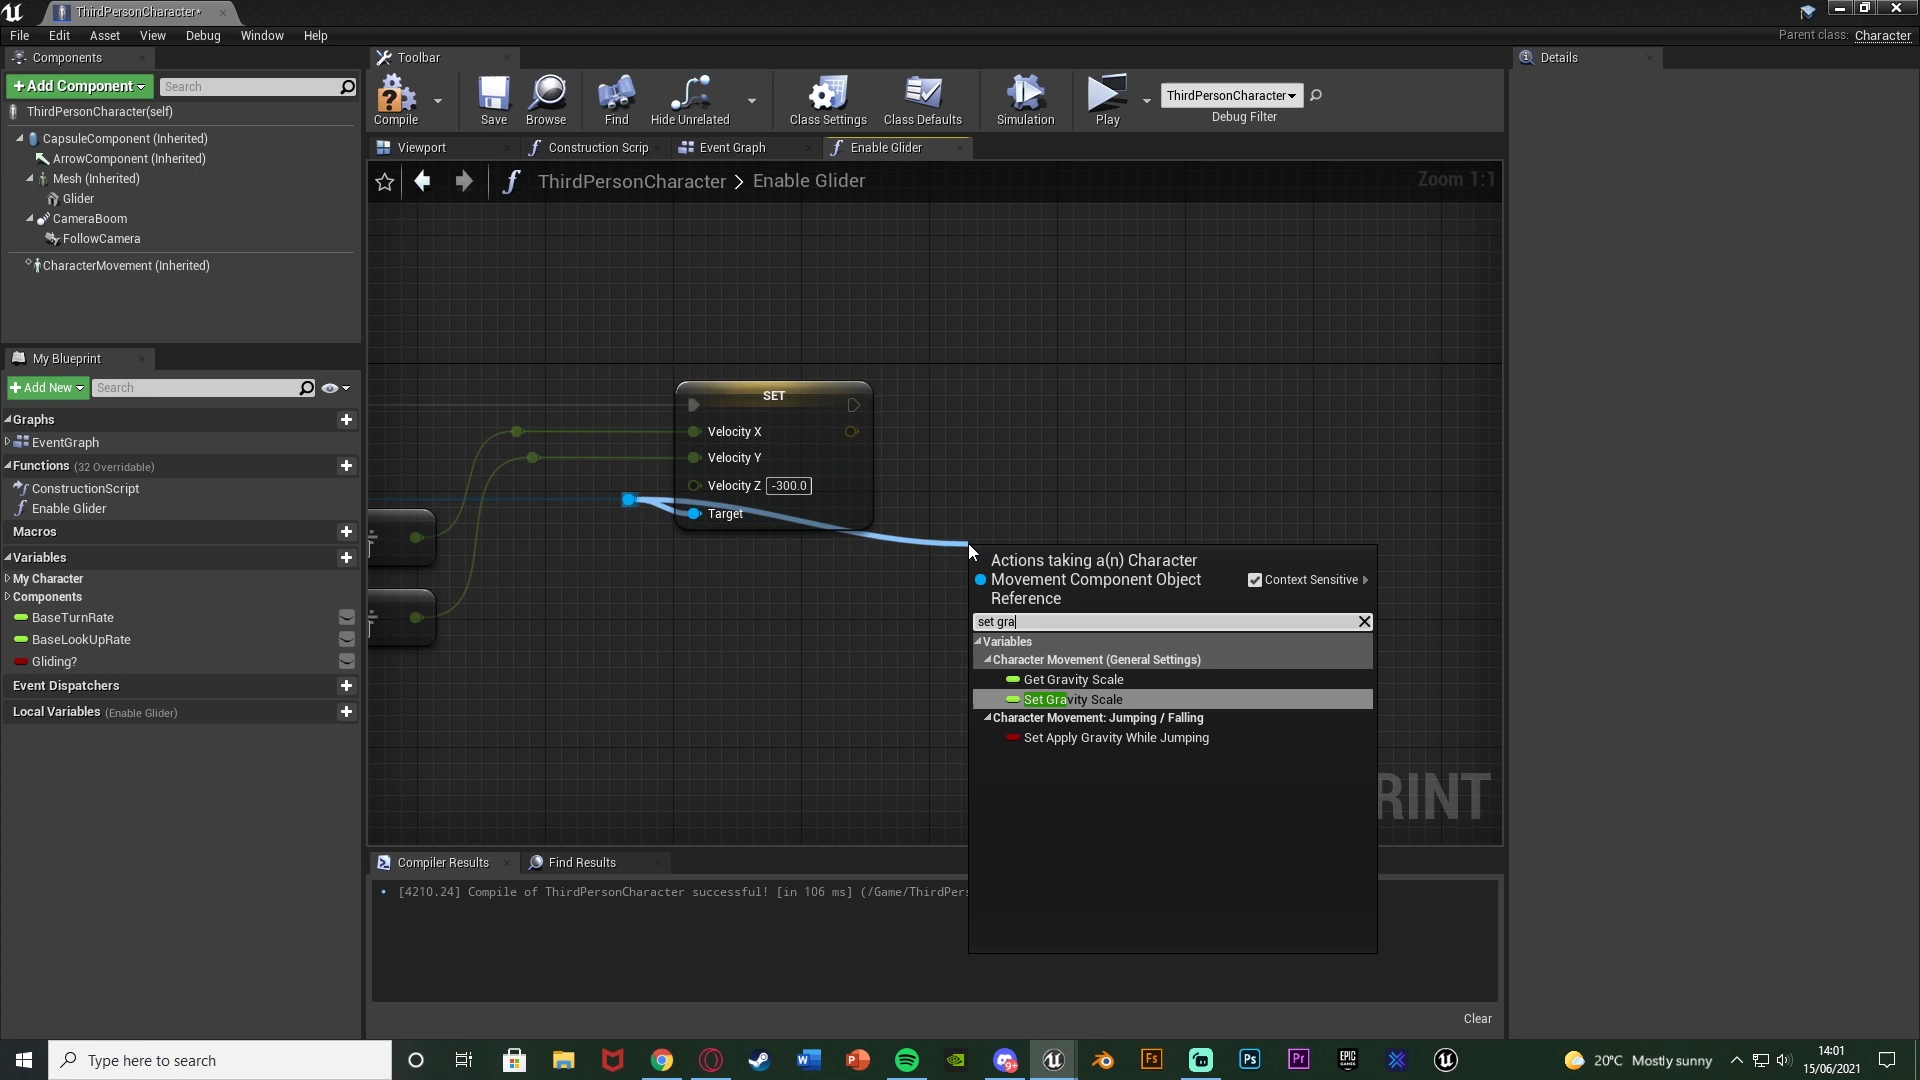 ThirdPersonCharacter*
File Edit Asset View Debug Window Help
Parent class: Character
Components
+ Add Component
Search
ThirdPersonCharacter(self)
CapsuleComponent (Inherited)
ArrowComponent (Inherited)
Mesh (Inherited)
Glider
CameraBoom
FollowCamera
CharacterMovement (Inherited)
My Blueprint
+ Add New
Search
Graphs
EventGraph
Functions (32 Overridable)
ConstructionScript
Enable Glider
Macros
Variables
My Character
Components
BaseTurnRate
BaseLookUpRate
Gliding?
Event Dispatchers
Local Variables (Enable Glider)
Toolbar
Compile
Save
Browse
Find
Hide Unrelated
Class Settings
Class Defaults
Simulation
Play
ThirdPersonCharacter
Debug Filter
Viewport
Construction Scrip
Event Graph
Enable Glider
ThirdPersonCharacter > Enable Glider
Zoom 1:1
SET
Velocity X
Velocity Y
Velocity Z -300.0
Target
Actions taking a(n) Character
Movement Component Object
Reference
Context Sensitive
set gra
Variables
Character Movement (General Settings)
Get Gravity Scale
Set Gravity Scale
Character Movement: Jumping / Falling
Set Apply Gravity While Jumping
RINT
Compiler Results
Find Results
[4210.24] Compile of ThirdPersonCharacter successful! [in 106 ms] (/Game/ThirdPers
Clear
Details
Type here to search
9+
Fs
Ps
Pr
EPIC GAMES
20°C Mostly sunny
14:01
15/06/2021